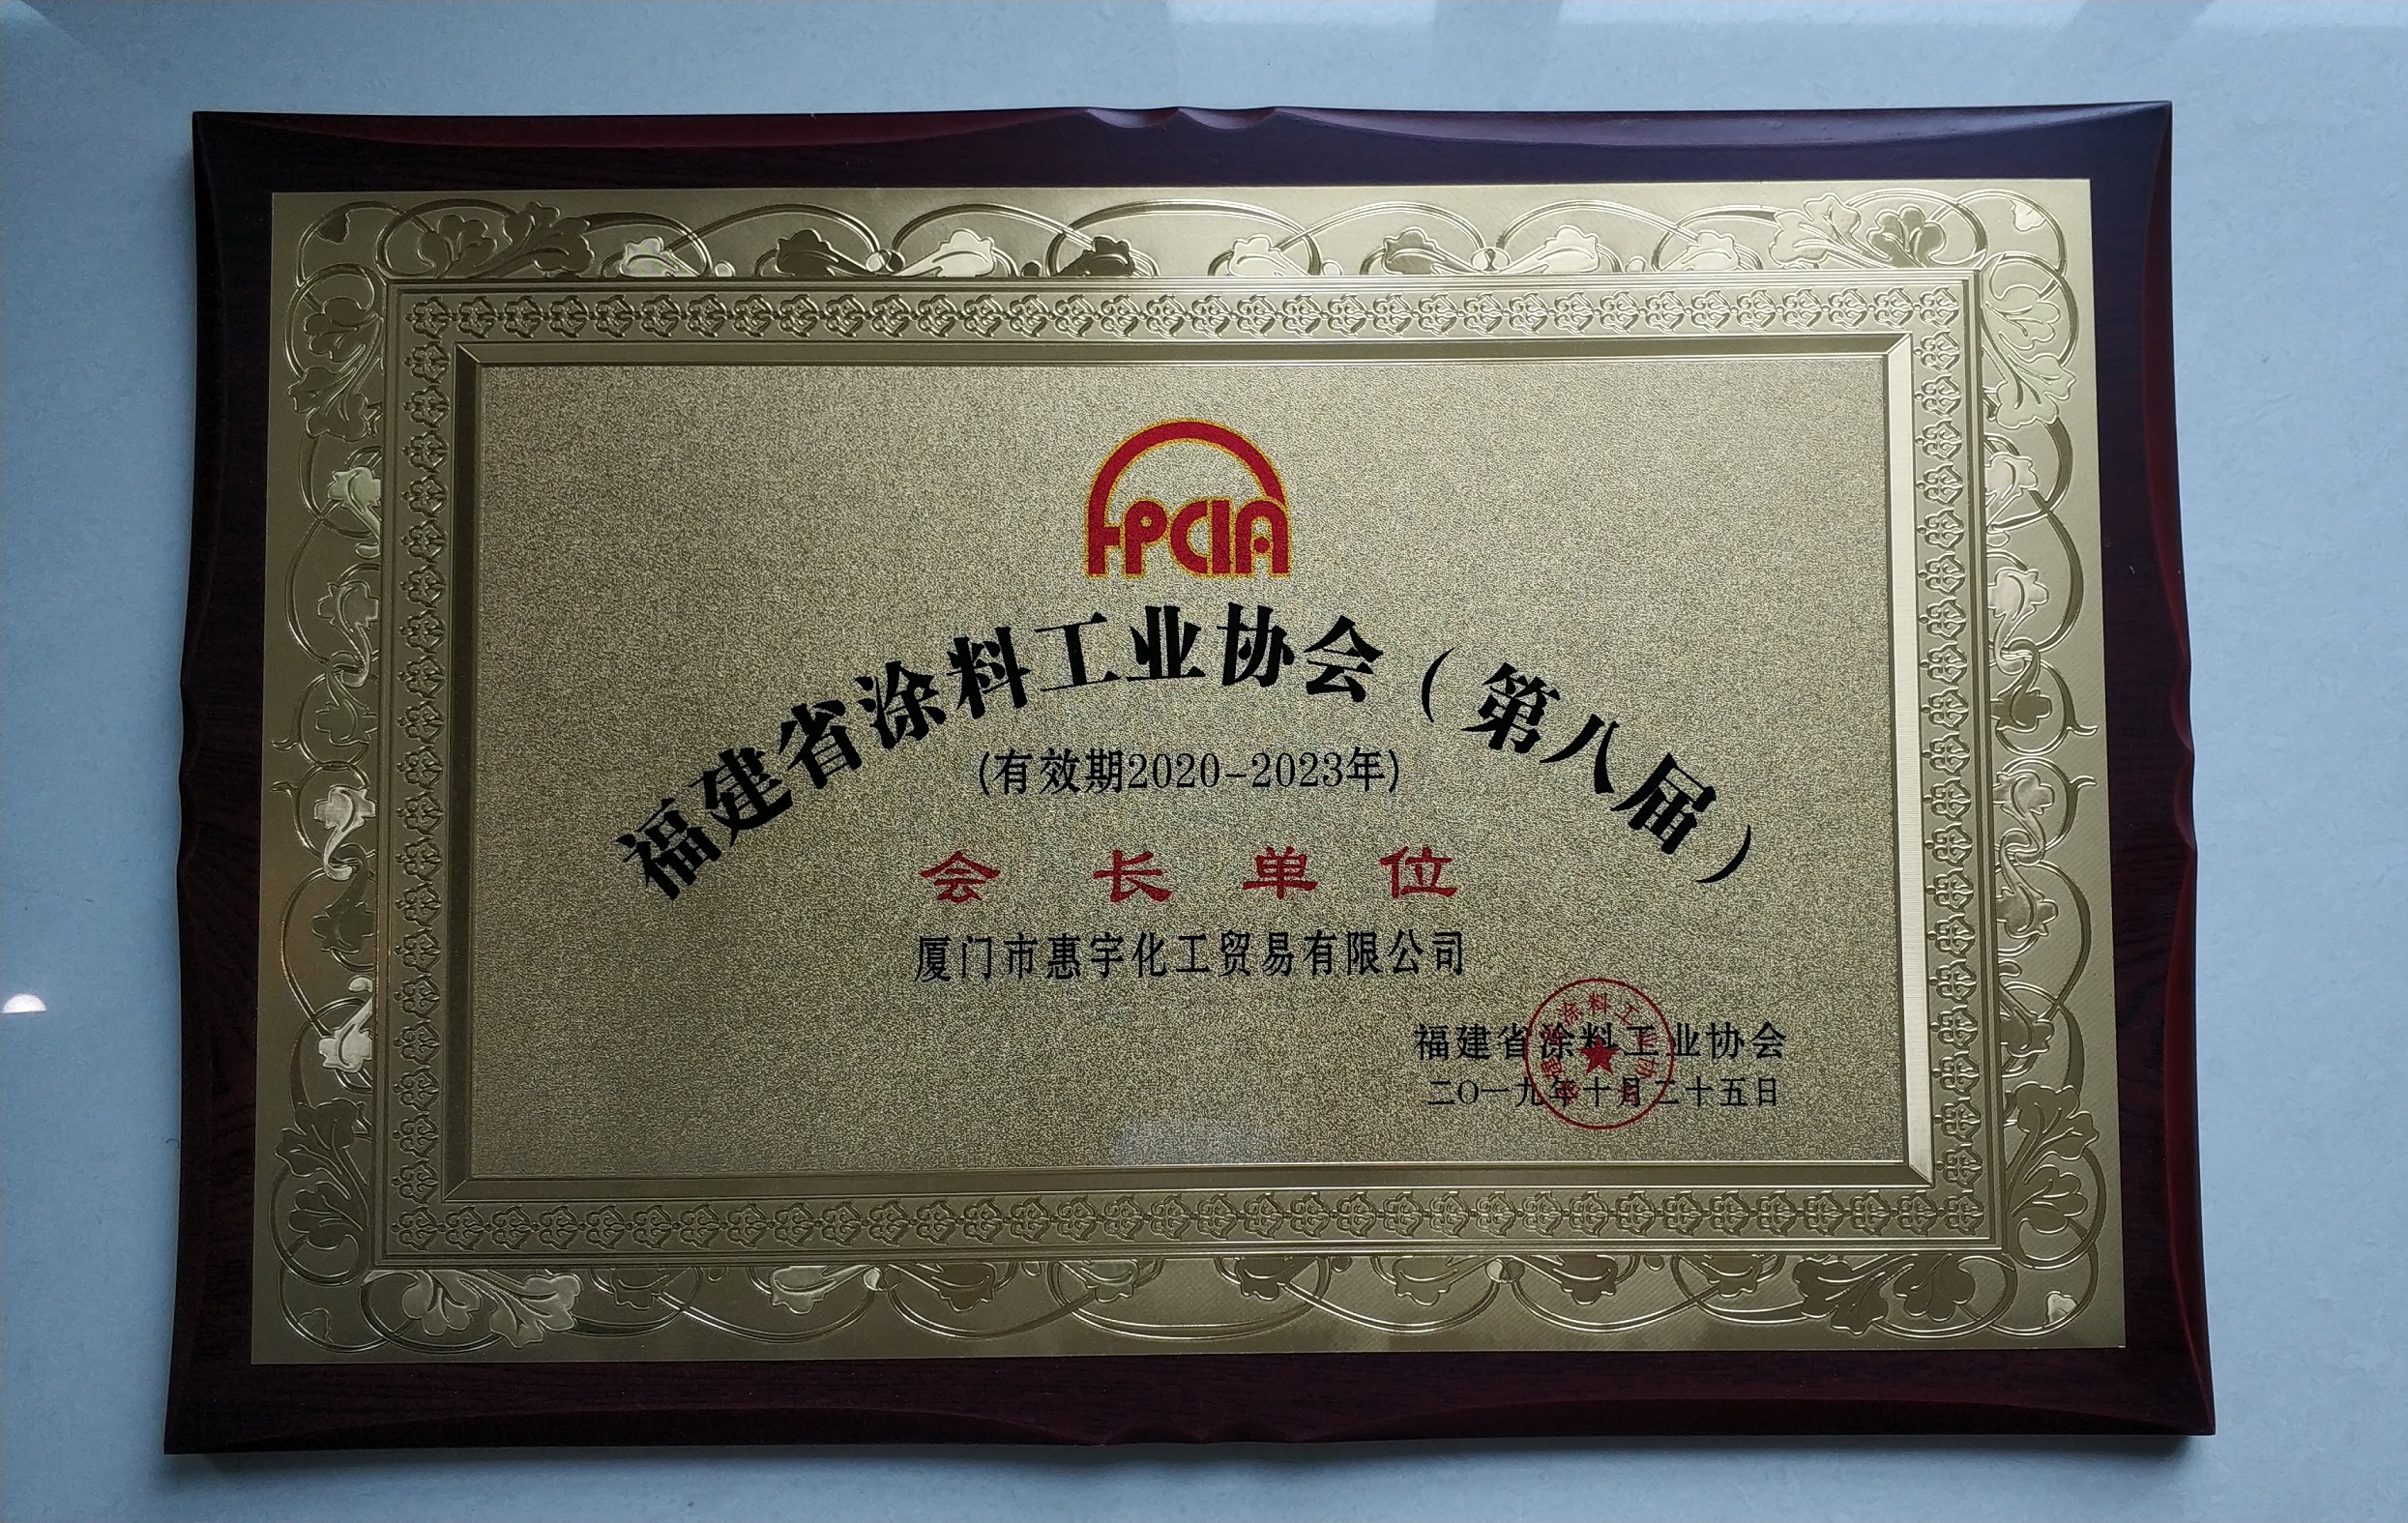 FPCIA
福建省涂料工业协会（第八届）
(有效期2020-2023年)
会长单位
厦门市惠宇化工贸易有限公司
福建省涂料工业协会
二〇一九年十月二十五日